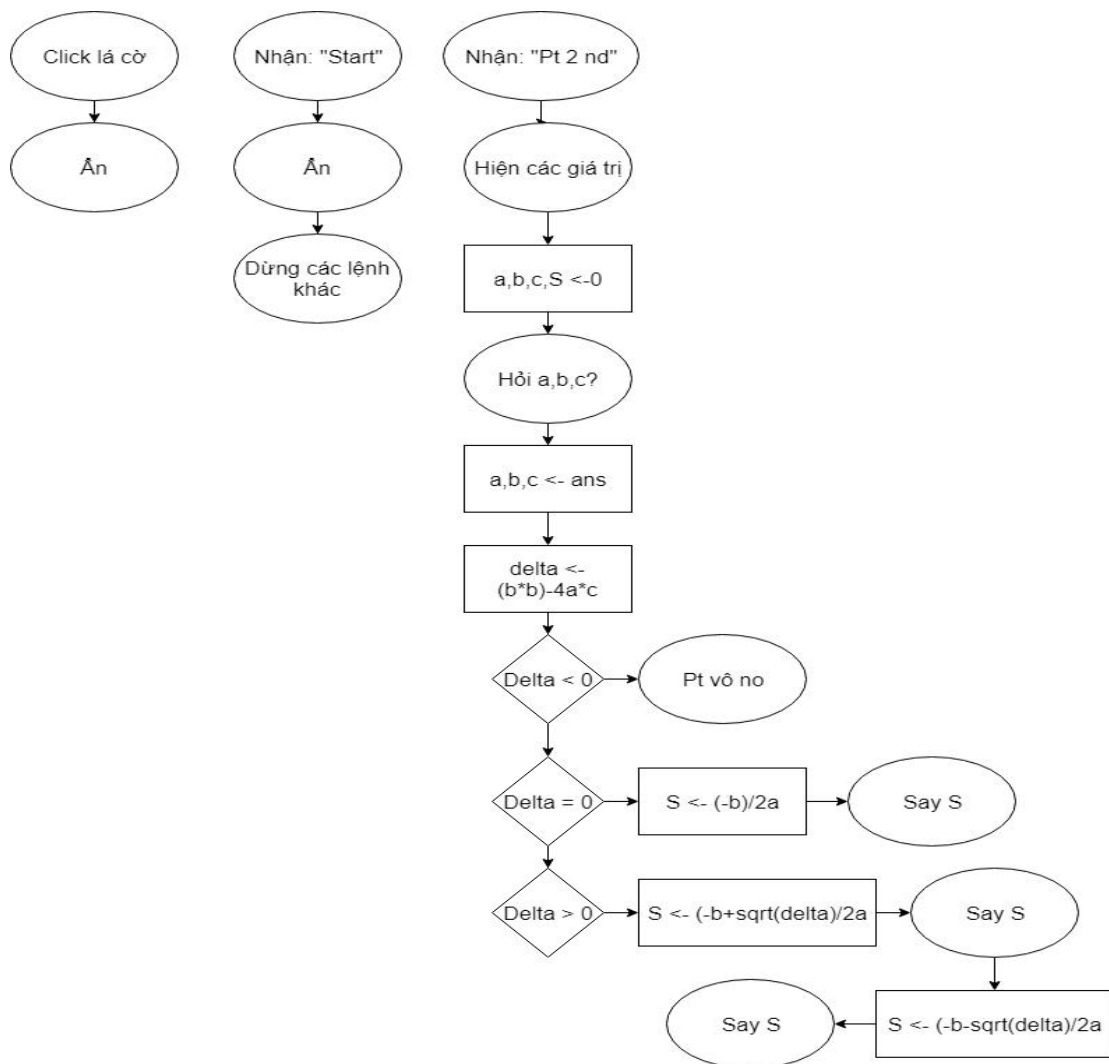 Click lá cờ
Nhận: "Start"
Nhận: "Pt 2 nd"
Ẩn
Ẩn
Hiện các giá trị
Dừng các lệnh
khác
a,b,c,S <-0
Hỏi a,b,c?
a,b,c <- ans
delta <-
(b*b)-4a*c
Delta < 0
Pt vô no
Delta = 0
S <- (-b)/2a
Say S
Delta > 0
S <- (-b+sqrt(delta)/2a
Say S
Say S
S <- (-b-sqrt(delta)/2a